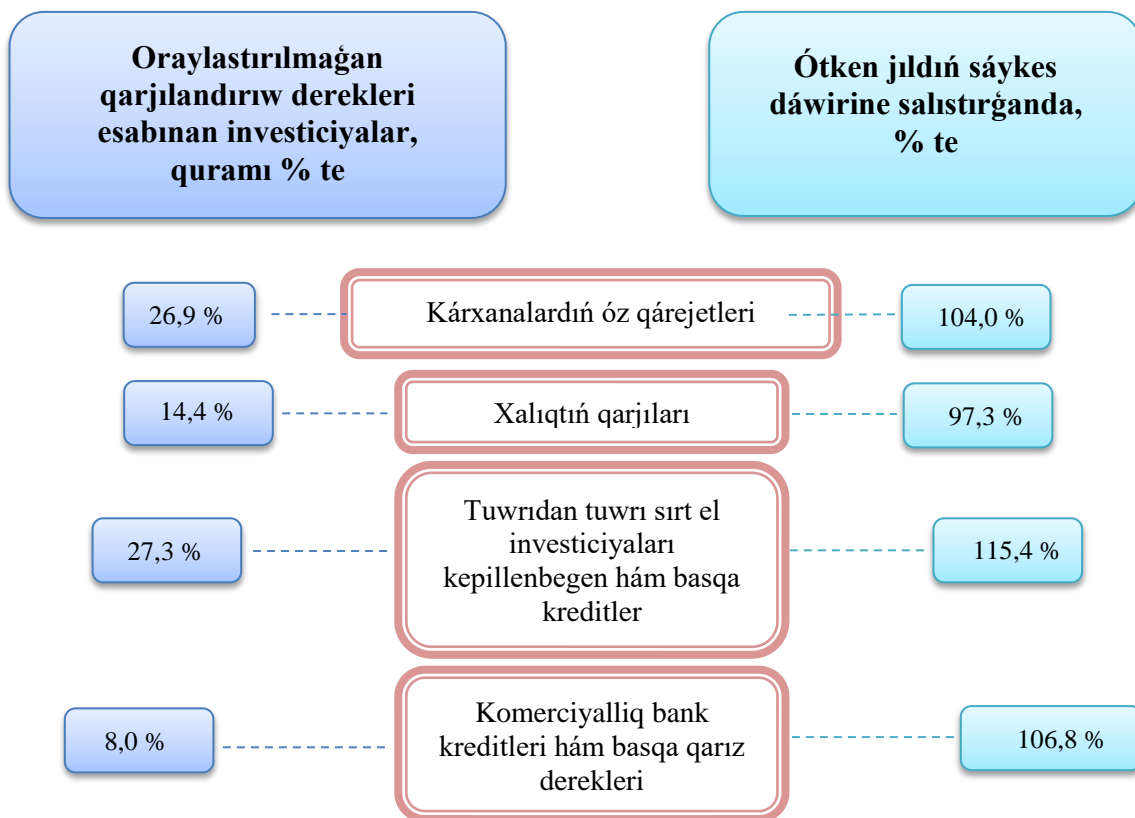 Oraylastırılmaǵan
qarjılandırıw derekleri
esabınan investiciyalar,
quramı % te
Ótken jıldıń sáykes
dáwirine salıstırǵanda,
% te
26,9 %
Kárxanalardıń óz qárejetleri
104,0 %
14,4 %
Xalıqtıń qarjıları
97,3 %
Tuwrıdan tuwrı sırt el
investiciyaları
kepillenbegen hám basqa
kreditler
27,3 %
115,4 %
Komerciyalliq bank
kreditleri hám basqa qarız
derekleri
8,0 %
106,8 %